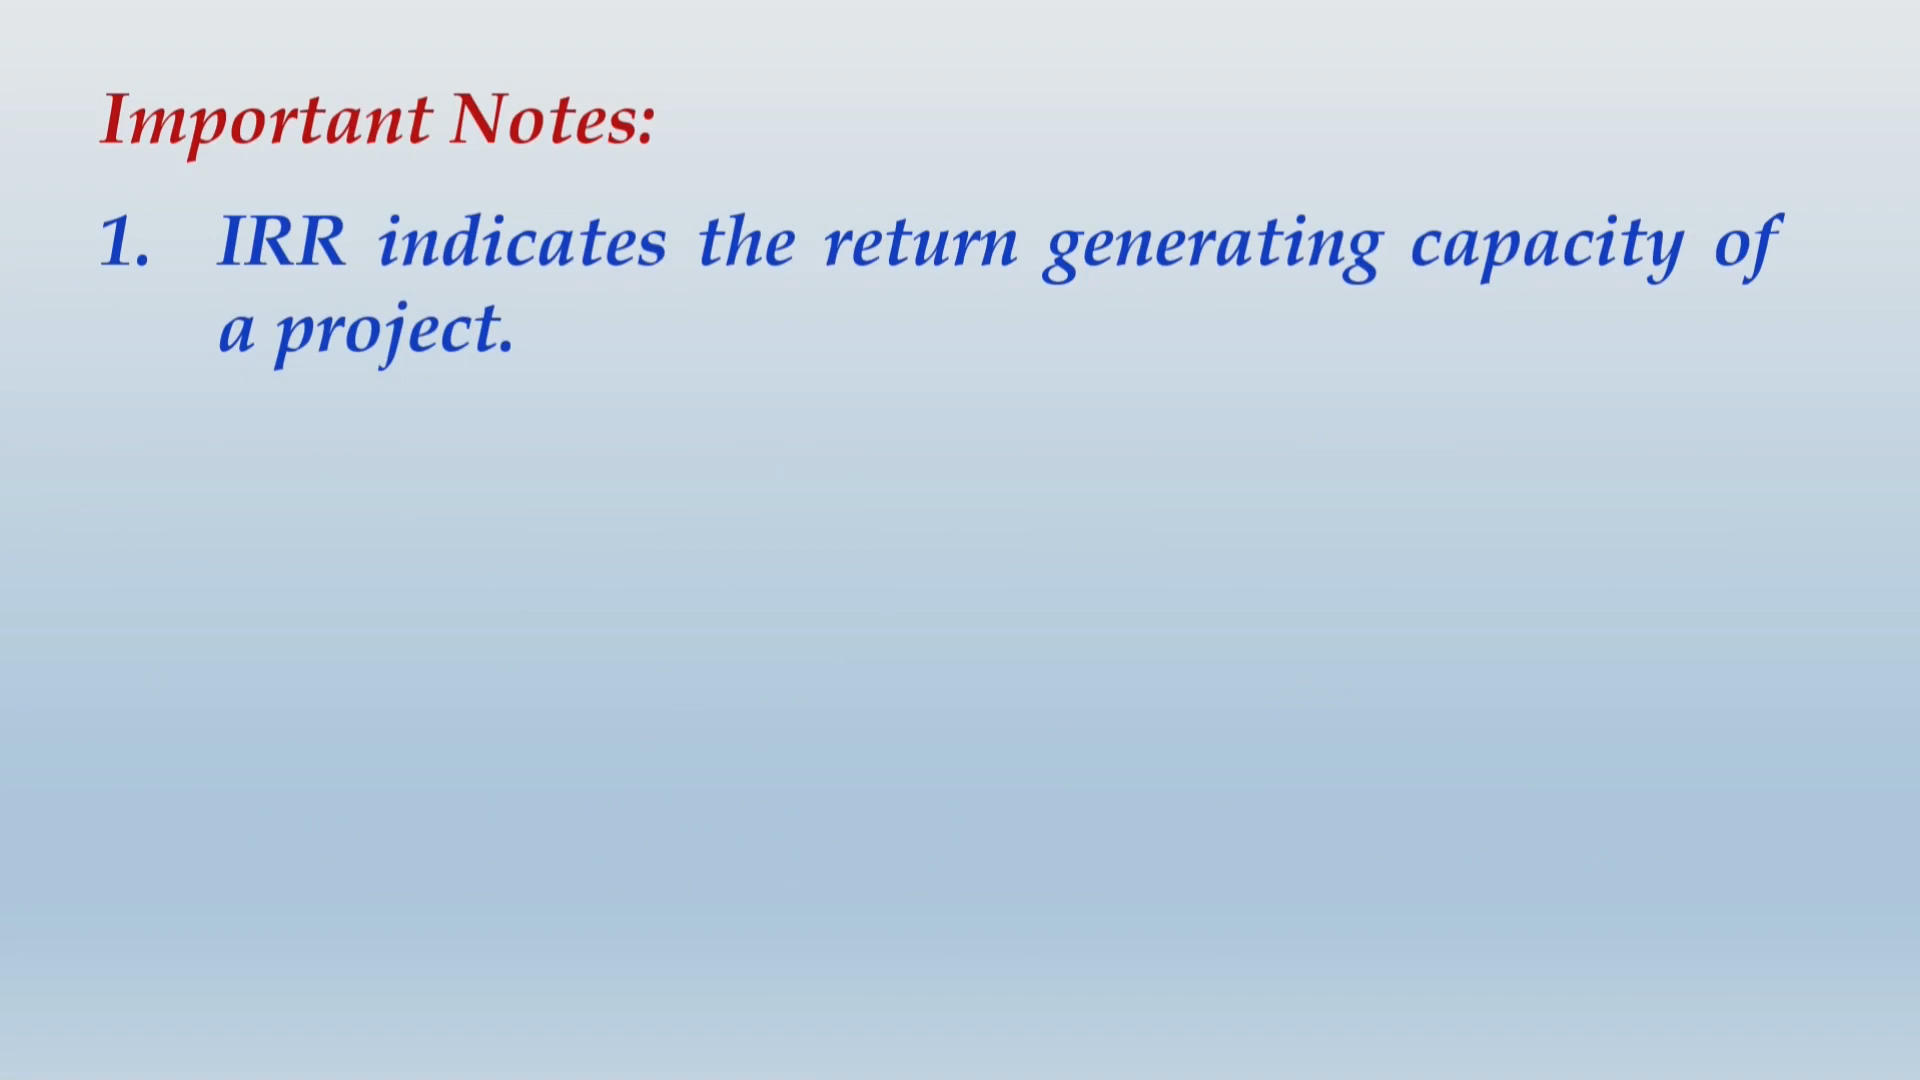 Important Notes:
1. IRR indicates the return generating capacity of
a project.